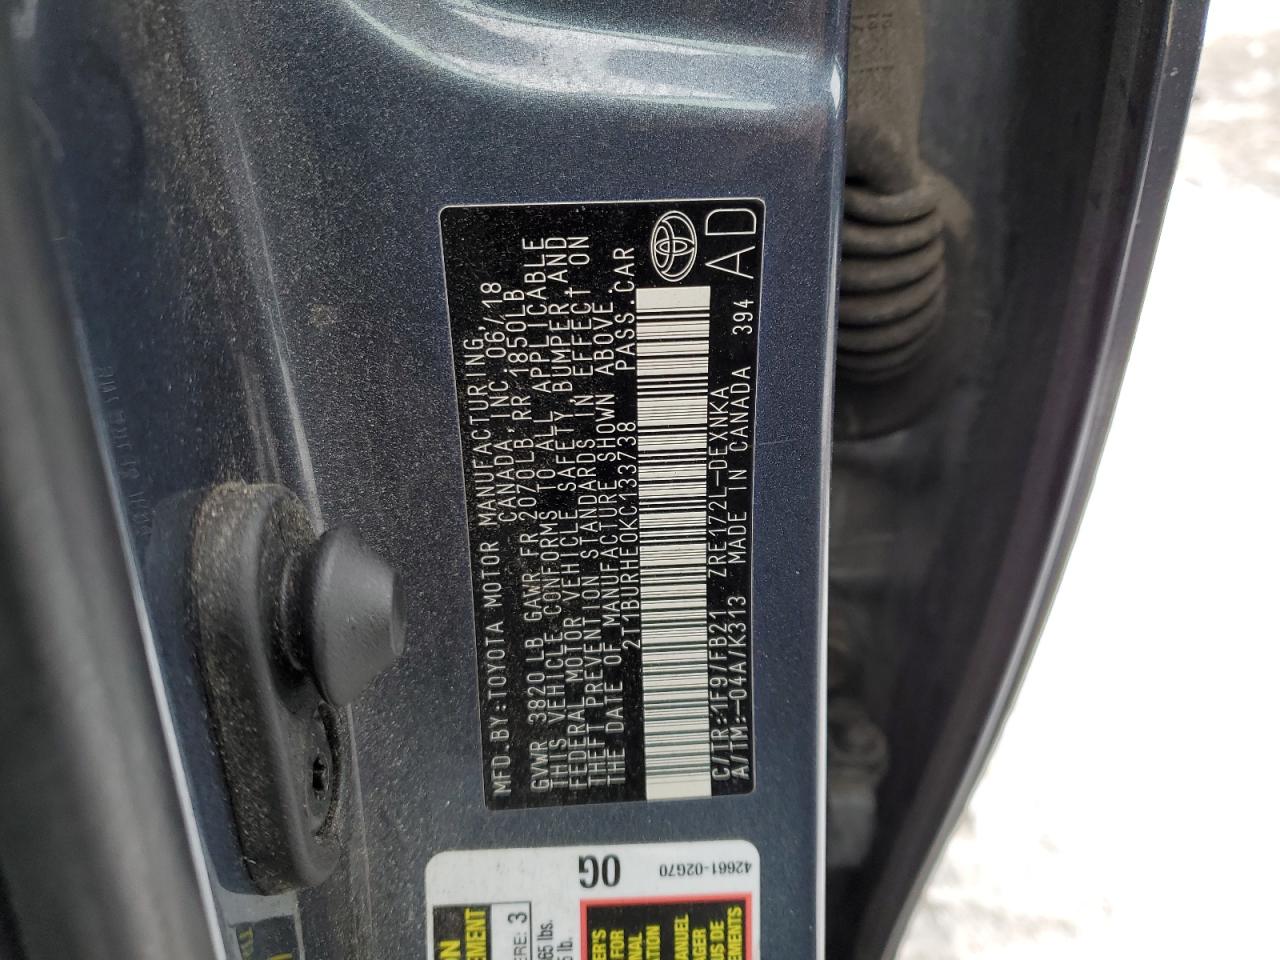 MFD.BY:TOYOTA MOTOR MANUFACTURING
CANADA, INC. 06/18
GVWR 3820LB GAWR FR 2070LB RR 1850LB
THIS VEHICLE CONFORMS TO ALL APPLICABLE
FEDERAL MOTOR VEHICLE SAFETY, BUMPER AND
THEFT PREVENTION STANDARDS IN EFFECT ON
THE DATE OF MANUFACTURE SHOWN ABOVE.
2T1BURHE0KC133738 PASS.CAR
C/TR:1F9/FB21 ZRE172L-DEXNKA
A/TM:-04A/K313 MADE IN CANADA 394
AD
0G
42661-02G70
3